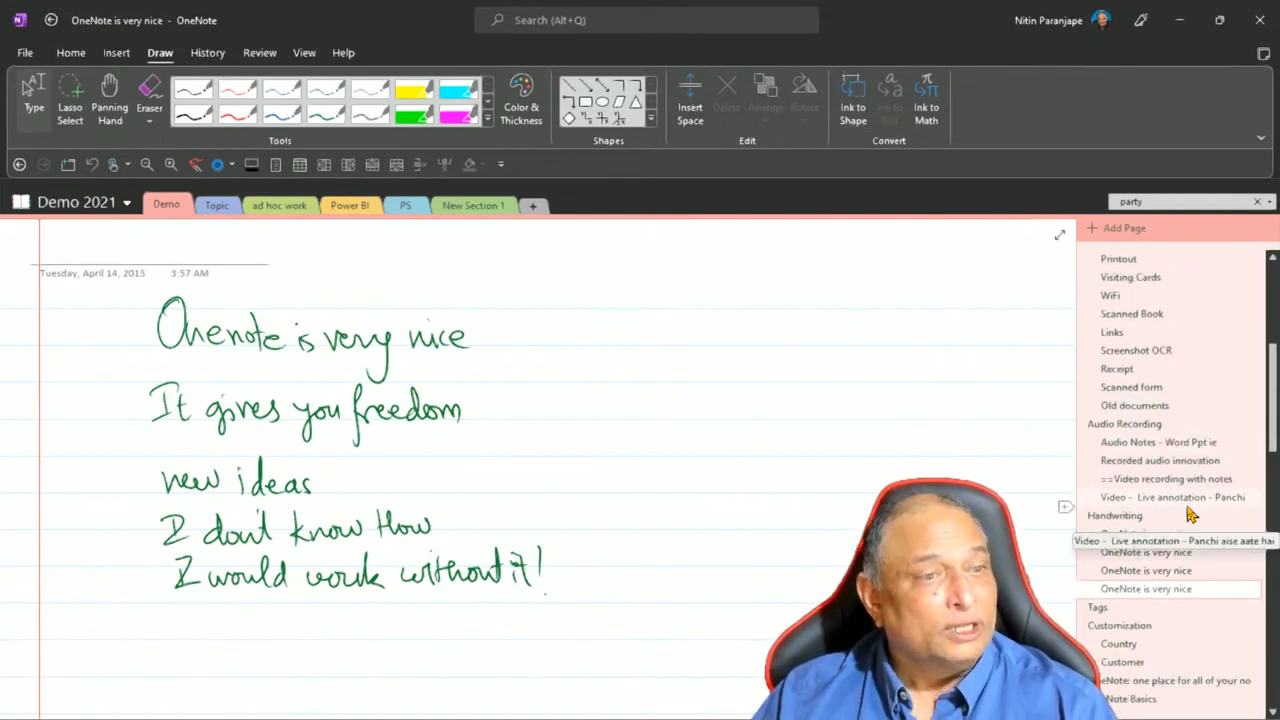 OneNote is very nice - OneNote
Search (Alt+Q)
Nitin Paranjape
File Home Insert Draw History Review View Help
Type
Lasso Select
Panning Hand
Eraser
Color & Thickness
Insert Space
Delete
Arrange
Rotate
Ink to Shape
Ink to Math
Tools
Shapes
Edit
Convert
Demo 2021
Demo Topic ad hoc work Power BI PS New Section 1
party
Add Page
Tuesday, April 14, 2015 3:57 AM
Onenote is very nice
It gives you freedom
new ideas
I don't know how
I would work without it!
Printout
Visiting Cards
WiFi
Scanned Book
Links
Screenshot OCR
Receipt
Scanned form
Old documents
Audio Recording
Audio Notes - Word Ppt ie
Recorded audio innovation
==Video recording with notes
Video - Live annotation - Panchi
Handwriting
Video - Live annotation - Panchi aise aate hai
OneNote is very nice
OneNote is very nice
OneNote is very nice
Tags
Customization
Country
Customer
eNote: one place for all of your no
Note Basics